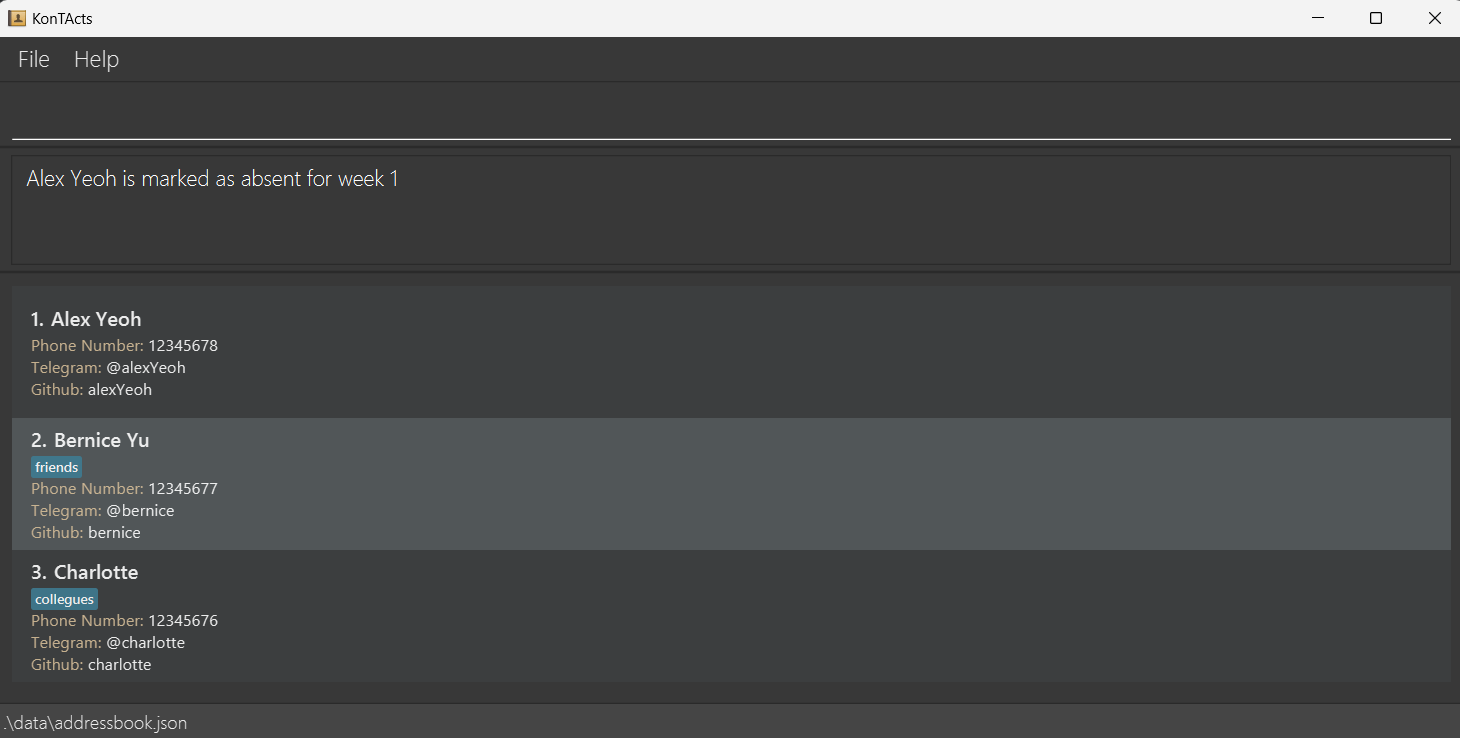 KonTActs
File Help
Alex Yeoh is marked as absent for week 1
1. Alex Yeoh
Phone Number: 12345678
Telegram: @alexYeoh
Github: alexYeoh
2. Bernice Yu
friends
Phone Number: 12345677
Telegram: @bernice
Github: bernice
3. Charlotte
collegues
Phone Number: 12345676
Telegram: @charlotte
Github: charlotte
.\data\addressbook.json